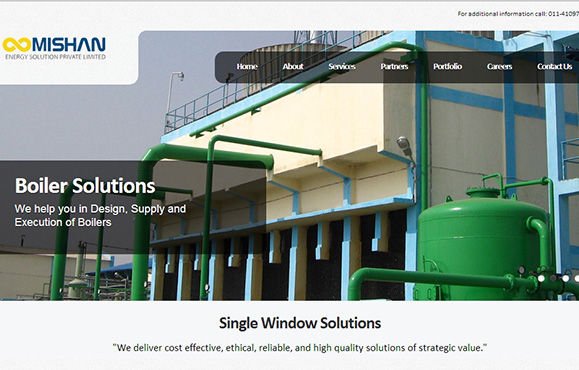 For additional information call: 011-41097
MISHAN
ENERGY SOLUTION PRIVATE LIMITED
Home About Services Partners Portfolio Careers Contact Us
Boiler Solutions
We help you in Design, Supply and
Execution of Boilers
Single Window Solutions
"We deliver cost effective, ethical, reliable, and high quality solutions of strategic value."